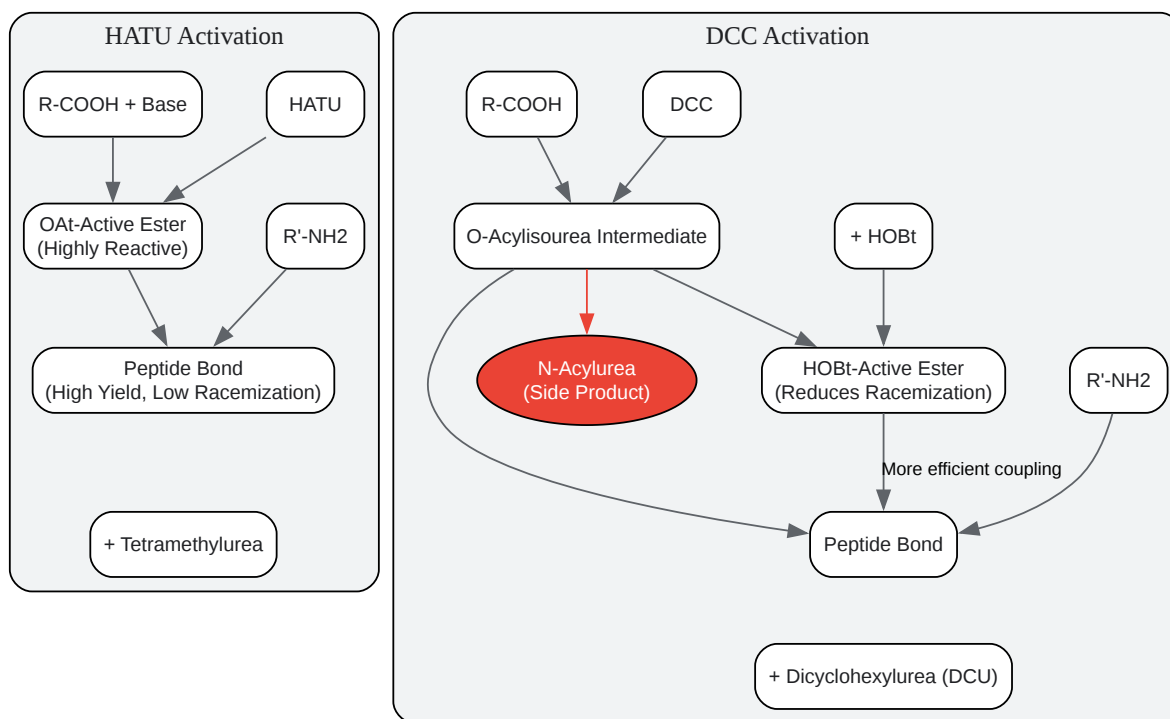 HATU Activation
R-COOH + Base
HATU
OAt-Active Ester
(Highly Reactive)
R'-NH2
Peptide Bond
(High Yield, Low Racemization)
+ Tetramethylurea
DCC Activation
R-COOH
DCC
O-Acylisourea Intermediate
+ HOBt
N-Acylurea
(Side Product)
HOBt-Active Ester
(Reduces Racemization)
R'-NH2
More efficient coupling
Peptide Bond
+ Dicyclohexylurea (DCU)